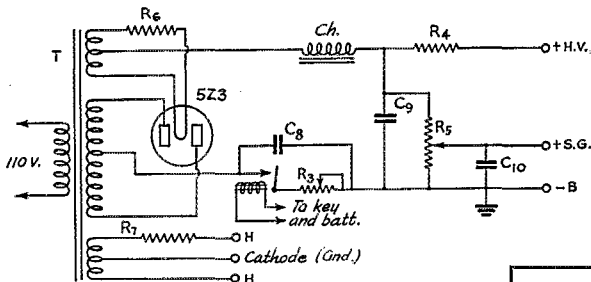 R6
Ch.
R4
+H.V.
T
5Z3
C9
R5
C8
+S.G.
110 V.
R3
C10
-B
To key
and batt.
R7
H
Cathode (Gnd.)
H